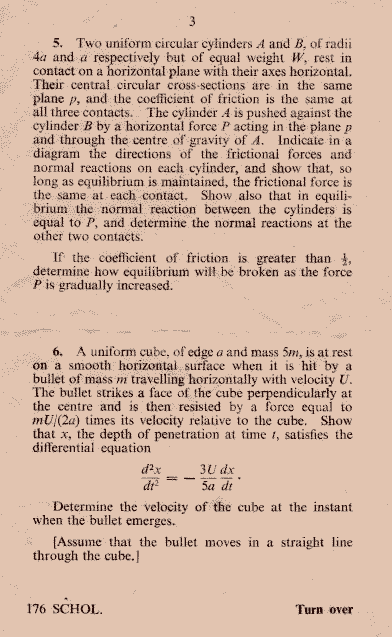 3
5. Two uniform circular cylinders A and B, of radii
4a and a respectively but of equal weight W, rest in
contact on a horizontal plane with their axes horizontal.
Their central circular cross-sections are in the same
plane p, and the coefficient of friction is the same at
all three contacts. The cylinder A is pushed against the
cylinder B by a horizontal force P acting in the plane p
and through the centre of gravity of A. Indicate in a
diagram the directions of the frictional forces and
normal reactions on each cylinder, and show that, so
long as equilibrium is maintained, the frictional force is
the same at each contact. Show also that in equili-
brium the normal reaction between the cylinders is
equal to P, and determine the normal reactions at the
other two contacts.
If the coefficient of friction is greater than ½,
determine how equilibrium will be broken as the force
P is gradually increased.
6. A uniform cube, of edge a and mass 5m, is at rest
on a smooth horizontal surface when it is hit by a
bullet of mass m travelling horizontally with velocity U.
The bullet strikes a face of the cube perpendicularly at
the centre and is then resisted by a force equal to
mU/(2a) times its velocity relative to the cube. Show
that x, the depth of penetration at time t, satisfies the
differential equation
d²x/dt² = − 3U/5a dx/dt.
Determine the velocity of the cube at the instant
when the bullet emerges.
[Assume that the bullet moves in a straight line
through the cube.]
176 SCHOL. Turn over